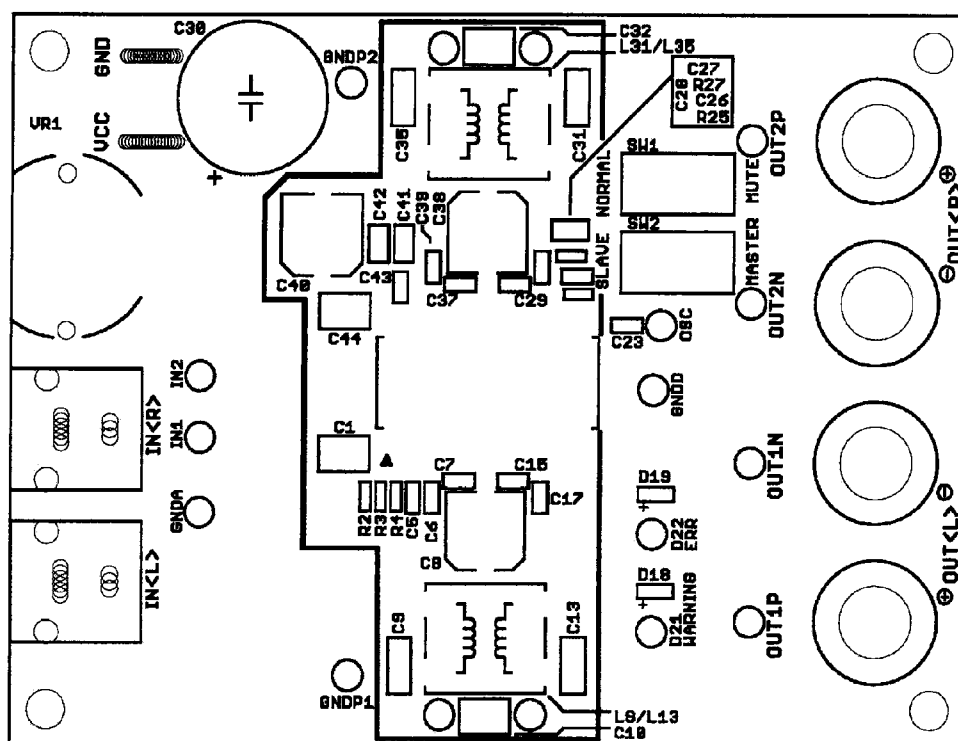 C30
GND
GNDP2
C32
L31/L35
VR1
VCC
C35
C31
C27
R27
C28
C26
R25
OUT2P
SW1
NORMAL
MUTE
OUT<R>
SW2
SLAVE
MASTER
OUT2N
C42
C41
C39
C38
C40
C43
C37
C29
C44
C23
OSC
IN2
IN1
IN<R>
GNDD
C1
C7
C15
OUT1N
GNDA
R2
R3
R4
C5
C6
C17
D19
+
D22
ERR
OUT<L>
IN<L>
C8
D18
+
D21
WARNING
OUT1P
C9
C13
GNDP1
L9/L13
C10